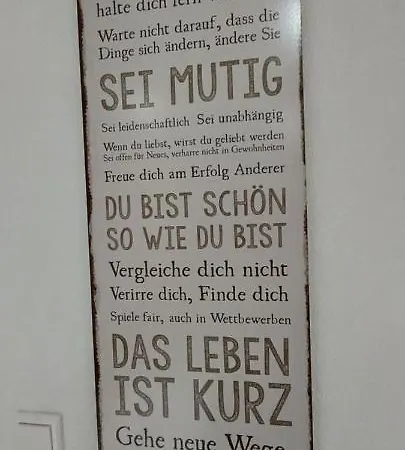 halte dich fern
Warte nicht darauf, dass die
Dinge sich ändern, ändere Sie
SEI MUTIG
Sei leidenschaftlich Sei unabhängig
Wenn du liebst, wirst du geliebt werden
Sei offen für Neues, verharre nicht in Gewohnheiten
Freue dich am Erfolg Anderer
DU BIST SCHÖN
SO WIE DU BIST
Vergleiche dich nicht
Verirre dich, Finde dich
Spiele fair, auch in Wettbewerben
DAS LEBEN
IST KURZ
Gehe neue Wege